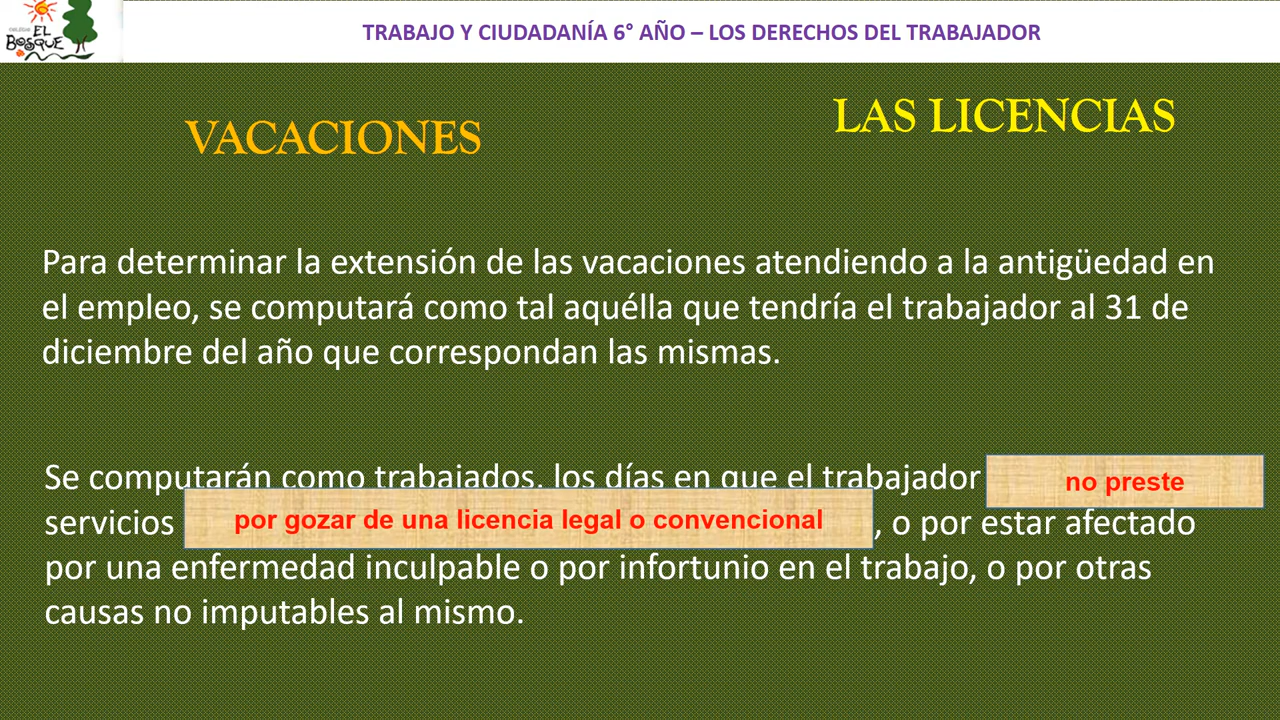 COLEGIO
EL
BOSQUE
TRABAJO Y CIUDADANÍA 6° AÑO – LOS DERECHOS DEL TRABAJADOR
VACACIONES
LAS LICENCIAS
Para determinar la extensión de las vacaciones atendiendo a la antigüedad en
el empleo, se computará como tal aquélla que tendría el trabajador al 31 de
diciembre del año que correspondan las mismas.
Se computarán como trabajados, los días en que el trabajador no preste
servicios por gozar de una licencia legal o convencional, o por estar afectado
por una enfermedad inculpable o por infortunio en el trabajo, o por otras
causas no imputables al mismo.